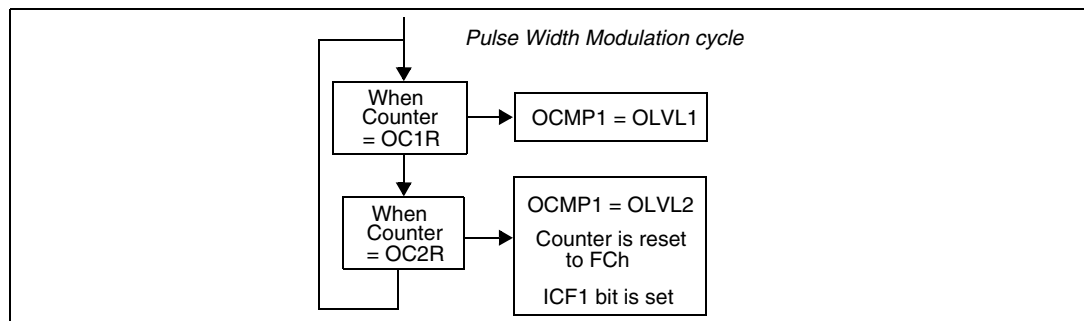 Pulse Width Modulation cycle
When
Counter
= OC1R
OCMP1 = OLVL1
When
Counter
= OC2R
OCMP1 = OLVL2
Counter is reset
to FCh
ICF1 bit is set